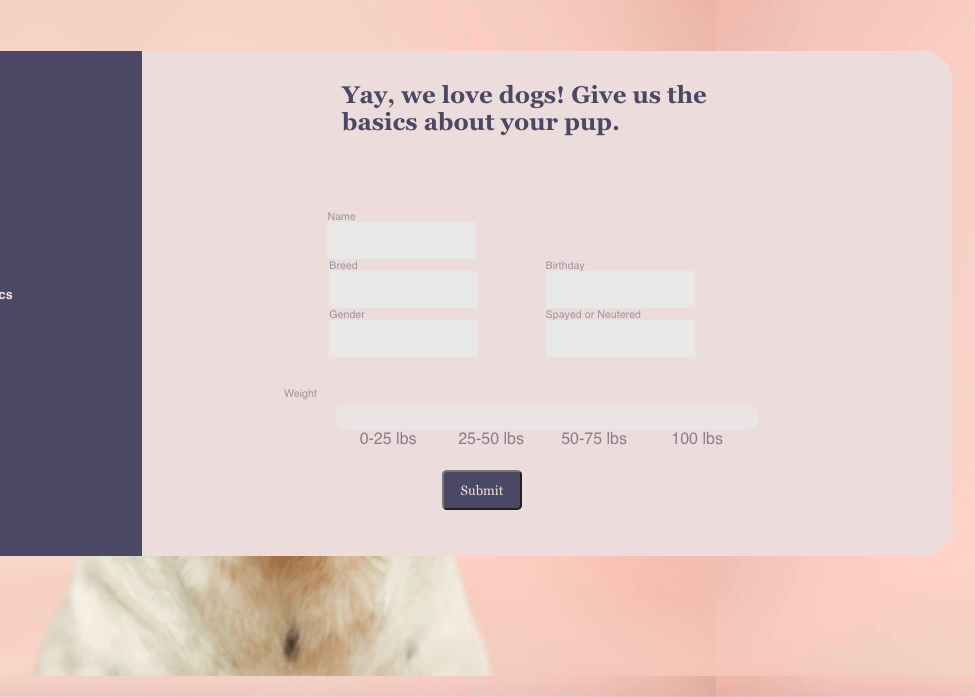 Yay, we love dogs! Give us the
basics about your pup.
Name
Breed
Birthday
cs
Gender
Spayed or Neutered
Weight
0-25 lbs 25-50 lbs 50-75 lbs 100 lbs
Submit